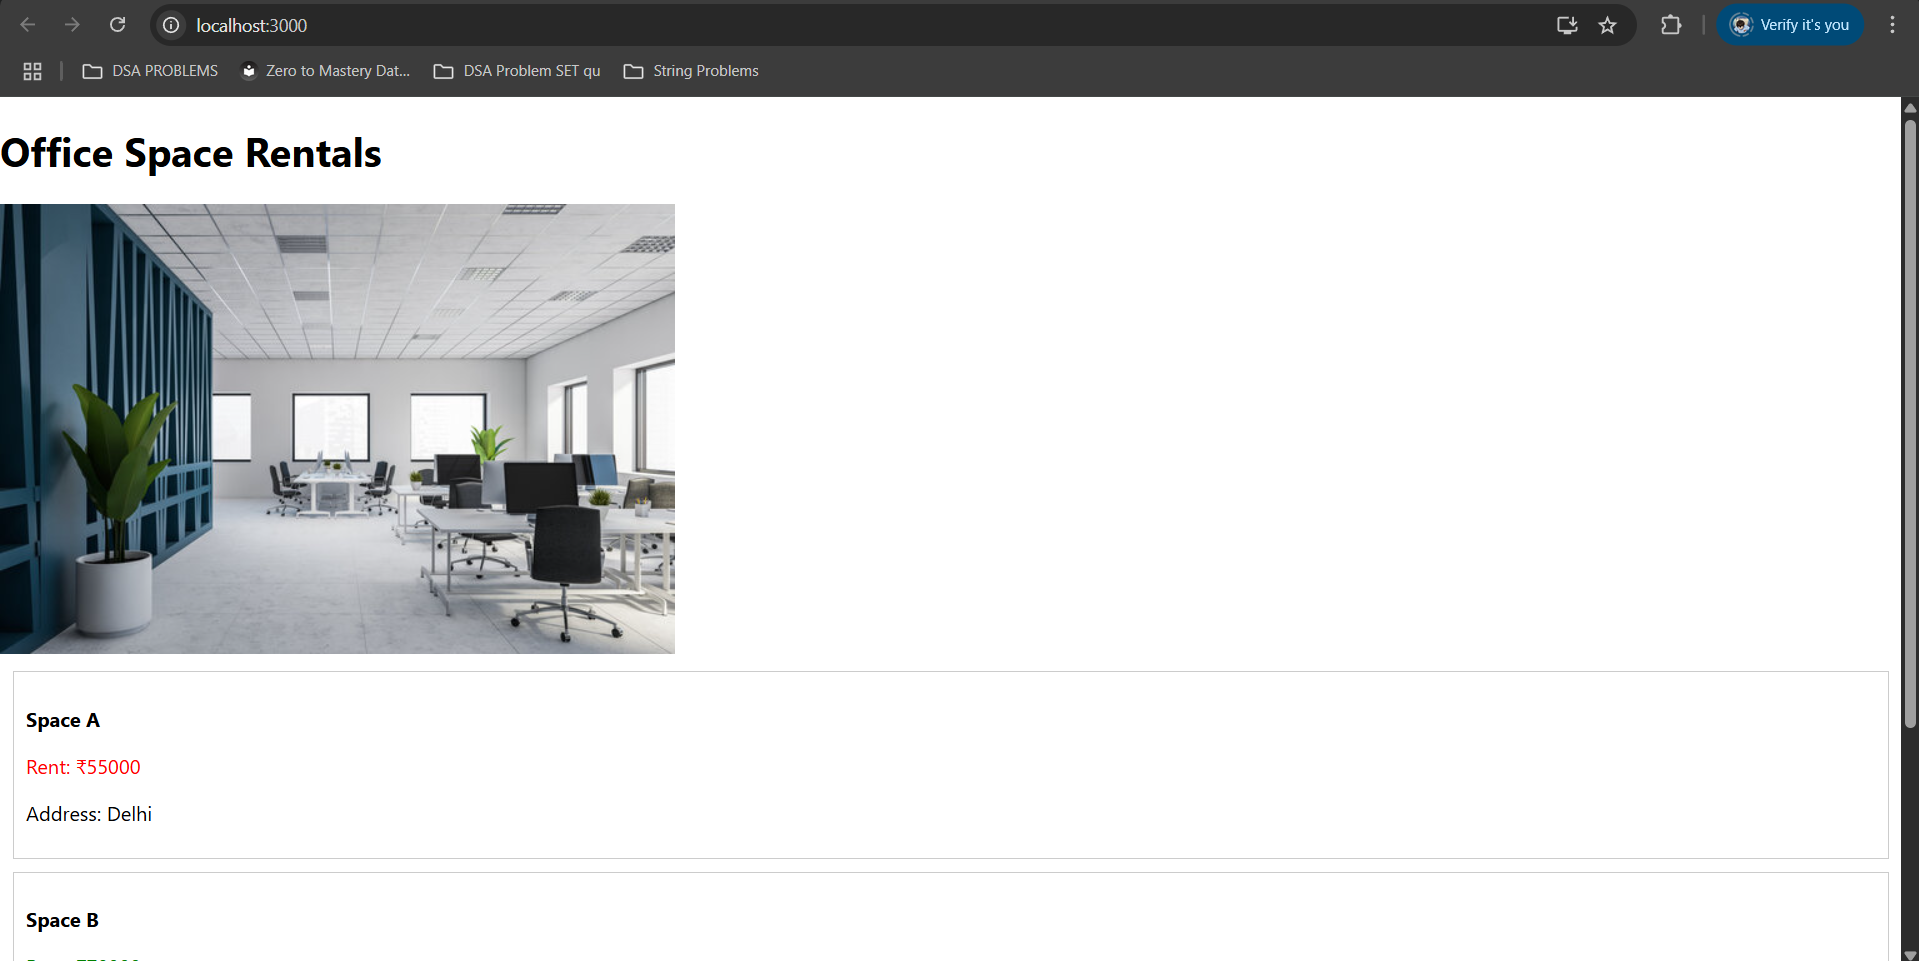 localhost:3000
Verify it's you
DSA PROBLEMS
Zero to Mastery Dat...
DSA Problem SET qu
String Problems
Office Space Rentals
Space A
Rent: ₹55000
Address: Delhi
Space B